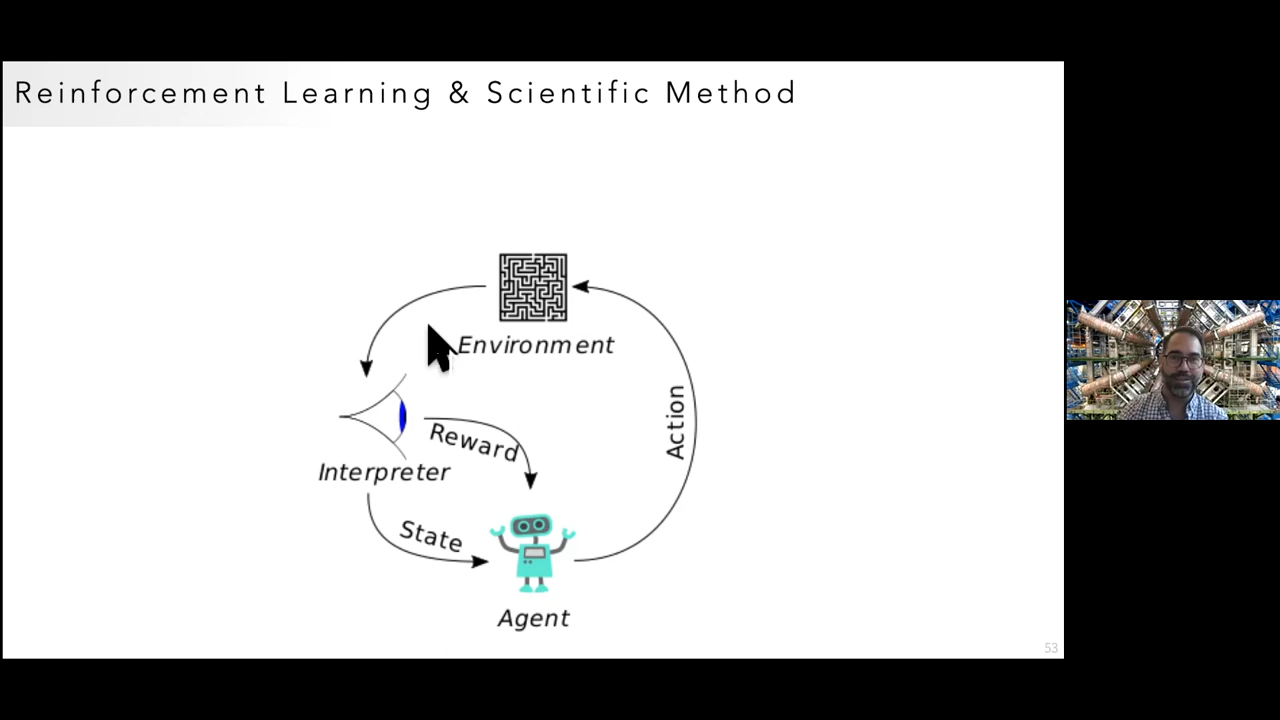 Reinforcement Learning & Scientific Method
Environment
Action
Reward
Interpreter
State
Agent
53